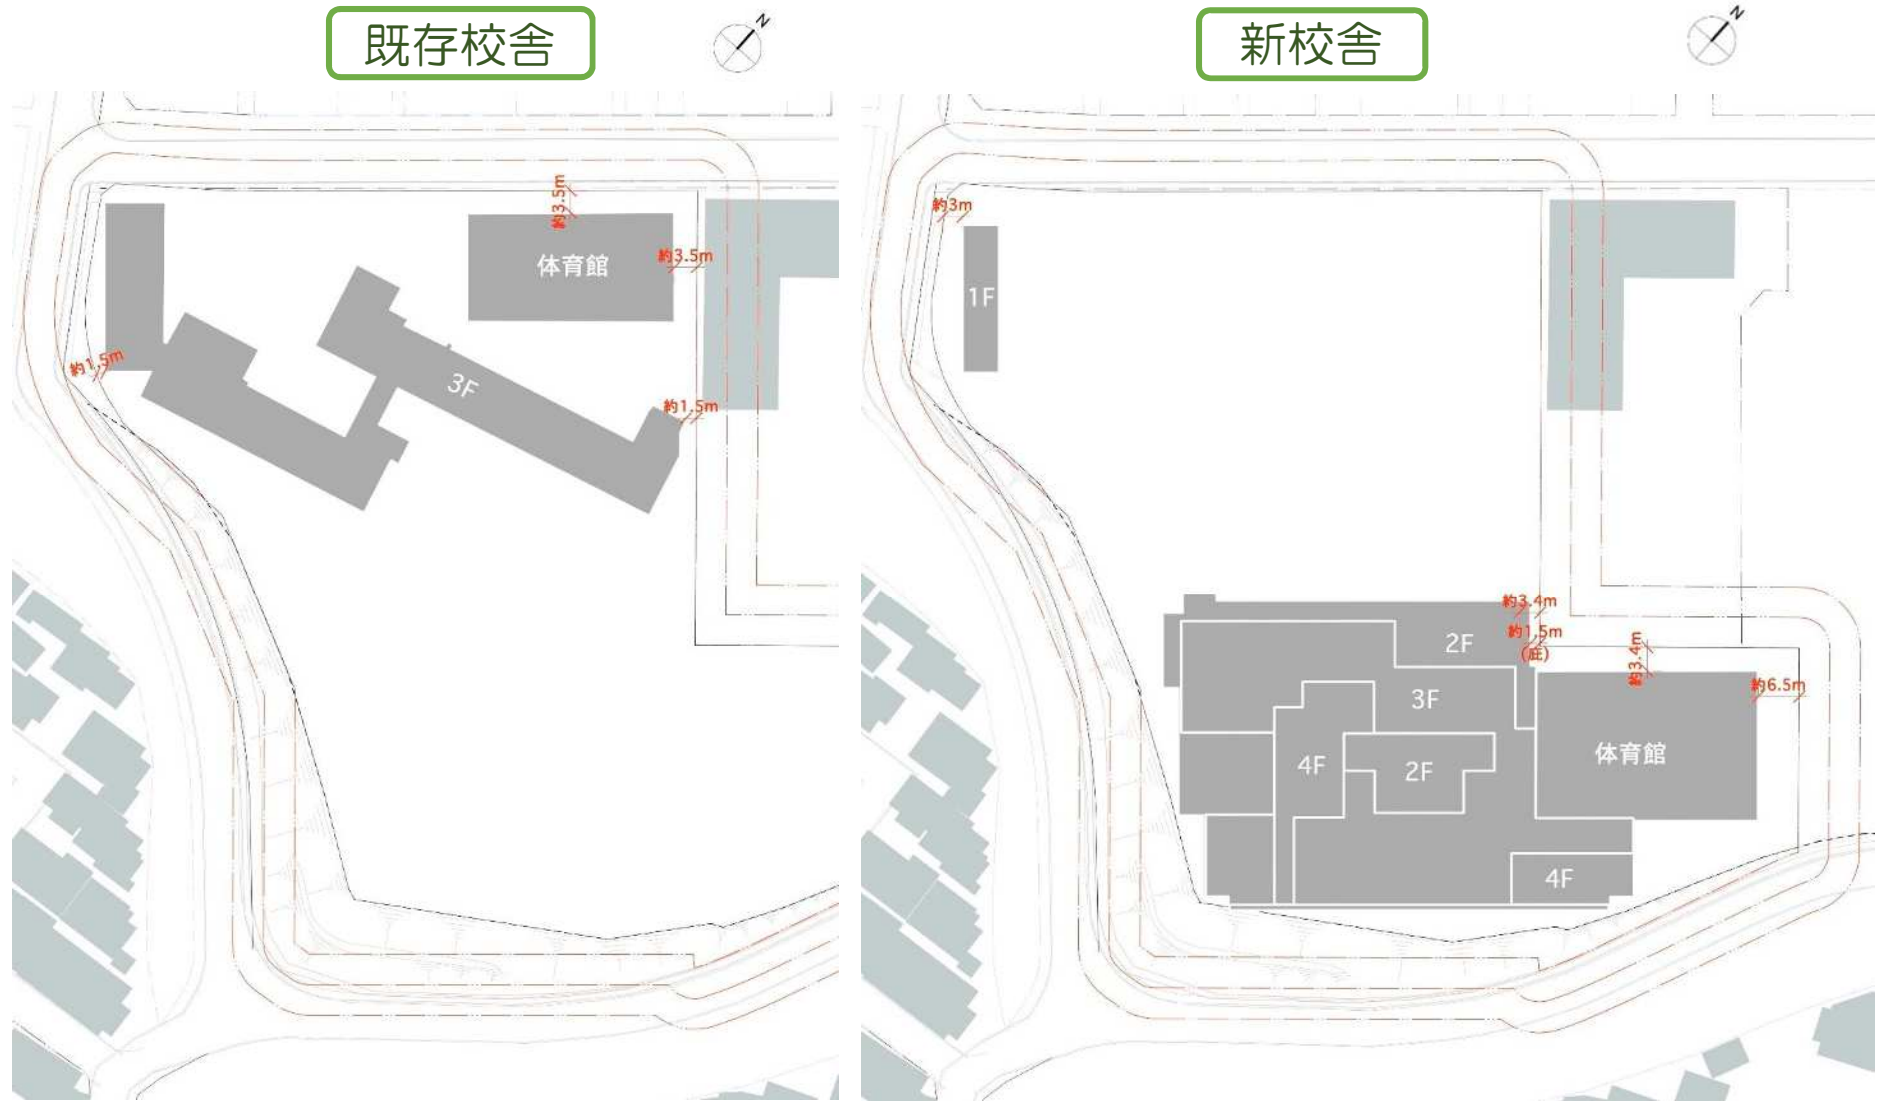 既存校舎
N
約3.5m
体育館
約3.5m
約1.5m
3F
約1.5m
新校舎
N
約3m
1F
約3.4m
約1.5m
(庇)
2F
約3.4m
3F
約6.5m
体育館
4F
2F
4F